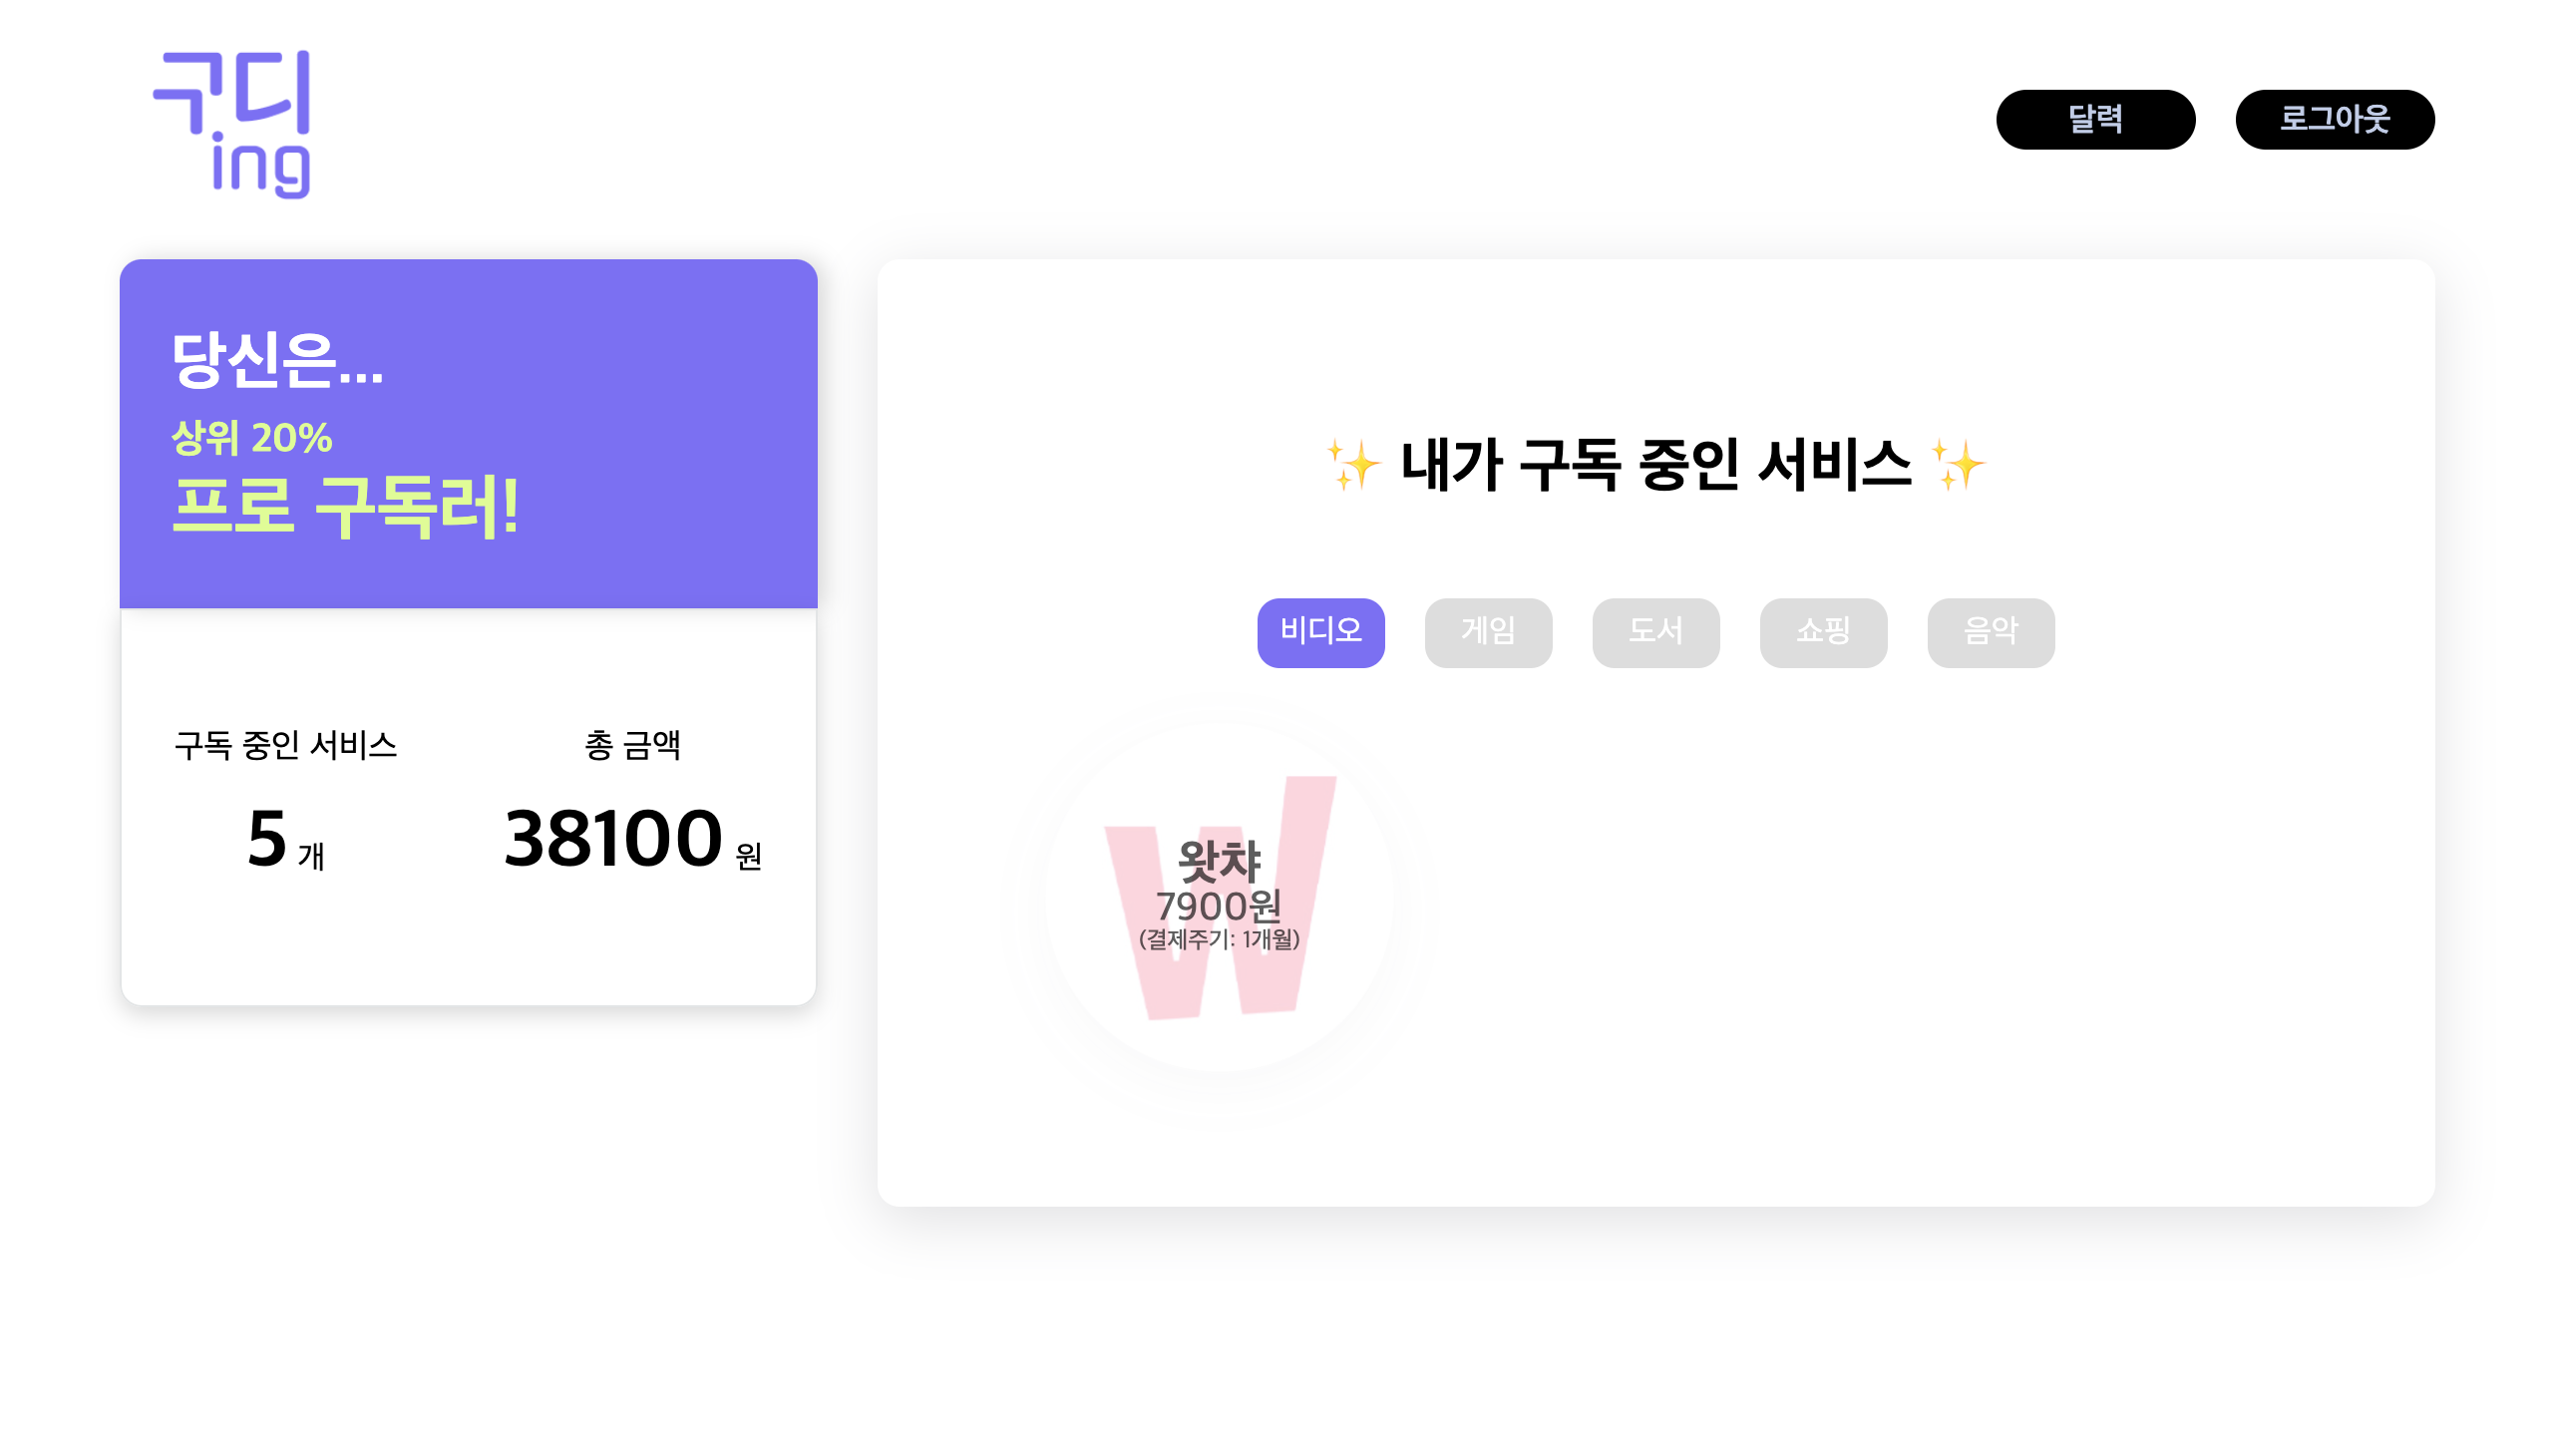 구디
ing
달력
로그아웃
당신은...
상위 20%
프로 구독러!
구독 중인 서비스
총 금액
5 개
38100 원
✨ 내가 구독 중인 서비스 ✨
비디오
게임
도서
쇼핑
음악
W
왓챠
7900원
(결제주기: 1개월)